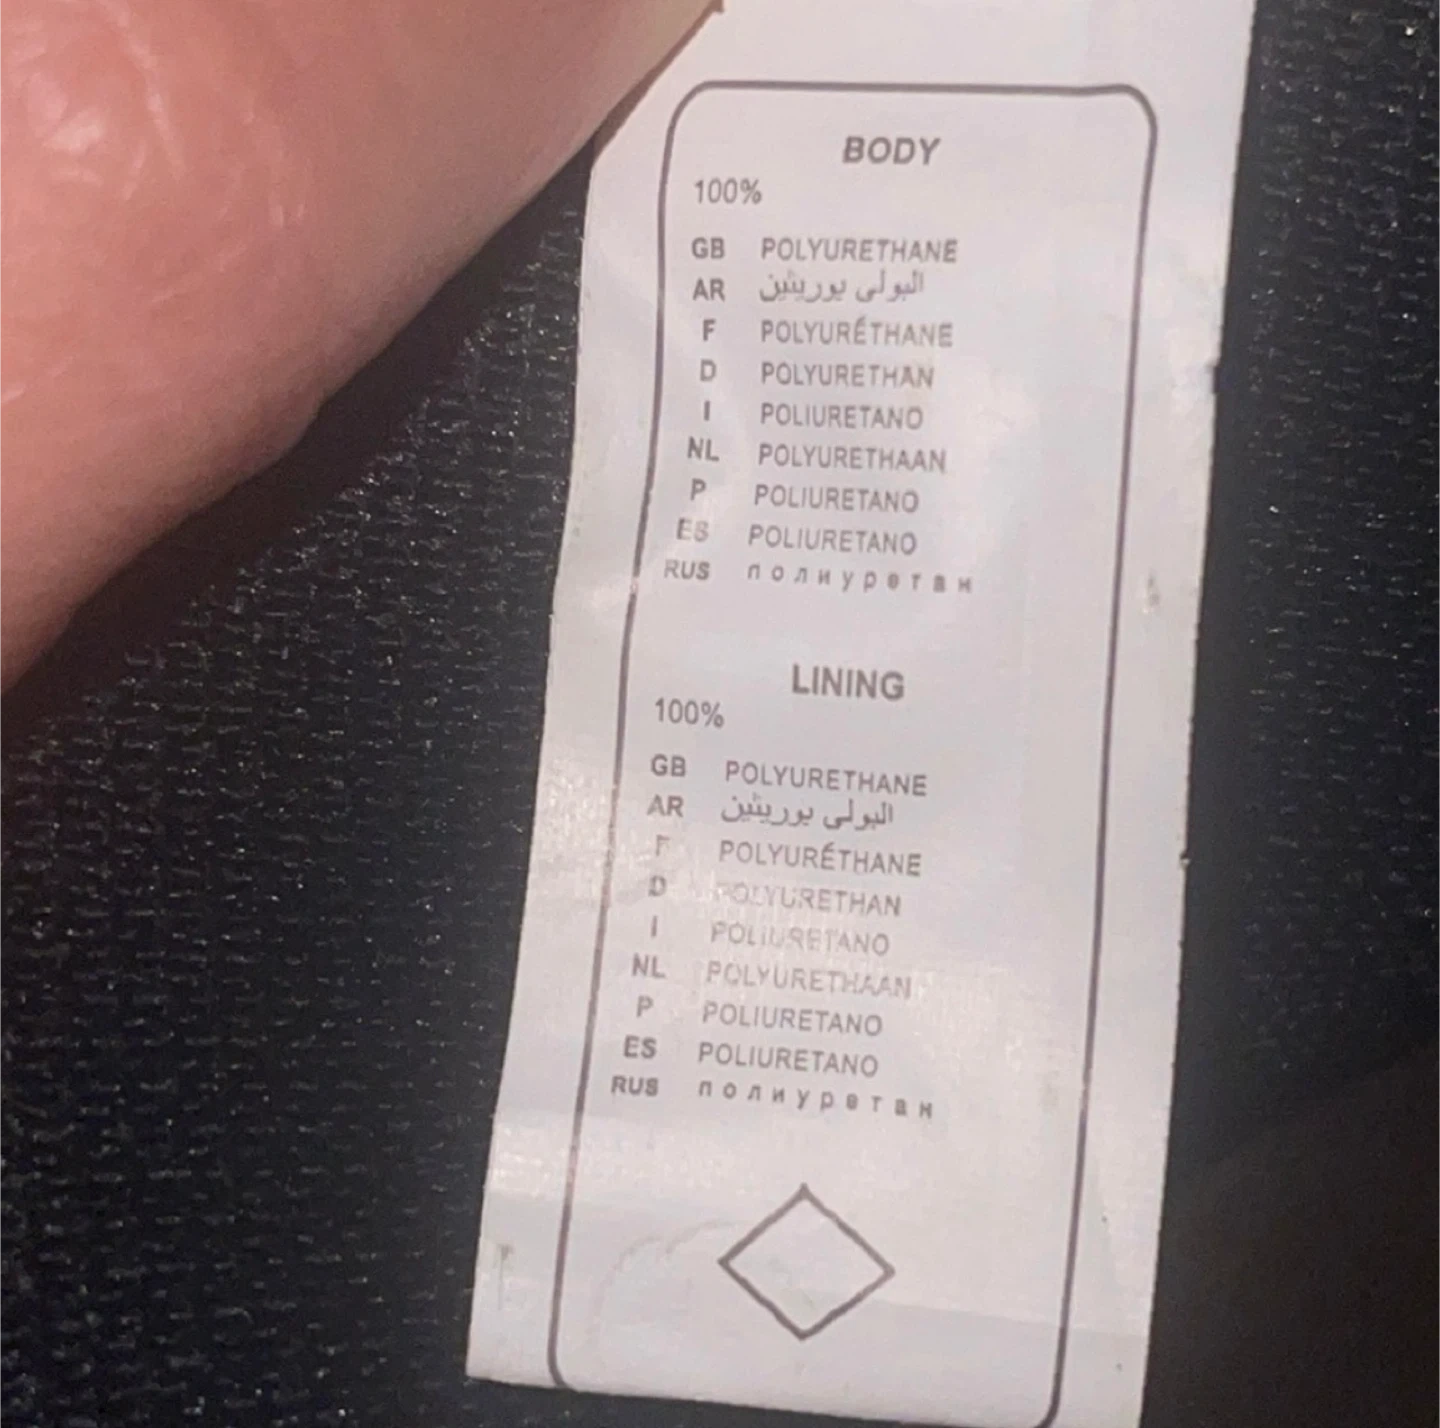 BODY
100%
GB POLYURETHANE
AR البولى يوريثين
F POLYURÉTHANE
D POLYURETHAN
I POLIURETANO
NL POLYURETHAAN
P POLIURETANO
ES POLIURETANO
RUS полиуретан
LINING
100%
GB POLYURETHANE
AR البولى يوريثين
F POLYURÉTHANE
D POLYURETHAN
I POLIURETANO
NL POLYURETHAAN
P POLIURETANO
ES POLIURETANO
RUS полиуретан